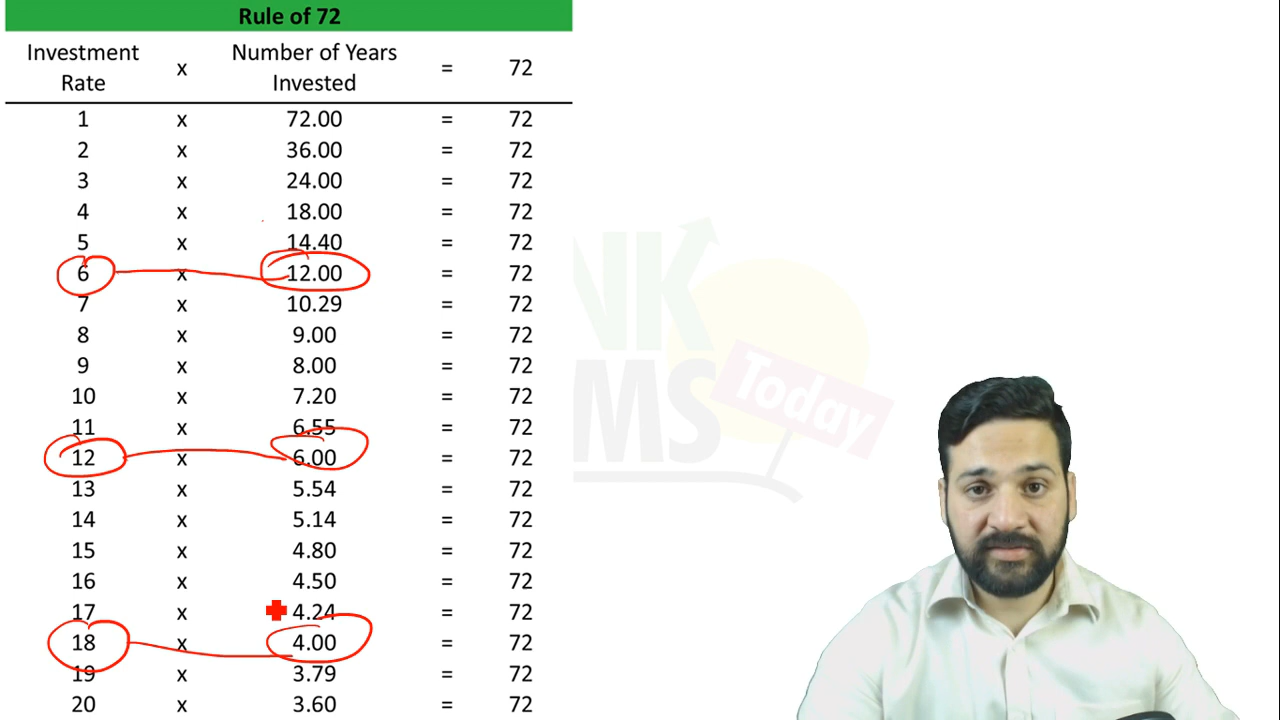 Rule of 72
Investment Rate x Number of Years Invested = 72
1 x 72.00 = 72
2 x 36.00 = 72
3 x 24.00 = 72
4 x 18.00 = 72
5 x 14.40 = 72
6 x 12.00 = 72
7 x 10.29 = 72
8 x 9.00 = 72
9 x 8.00 = 72
10 x 7.20 = 72
11 x 6.55 = 72
12 x 6.00 = 72
13 x 5.54 = 72
14 x 5.14 = 72
15 x 4.80 = 72
16 x 4.50 = 72
17 x 4.24 = 72
18 x 4.00 = 72
19 x 3.79 = 72
20 x 3.60 = 72
NK
MS
Today